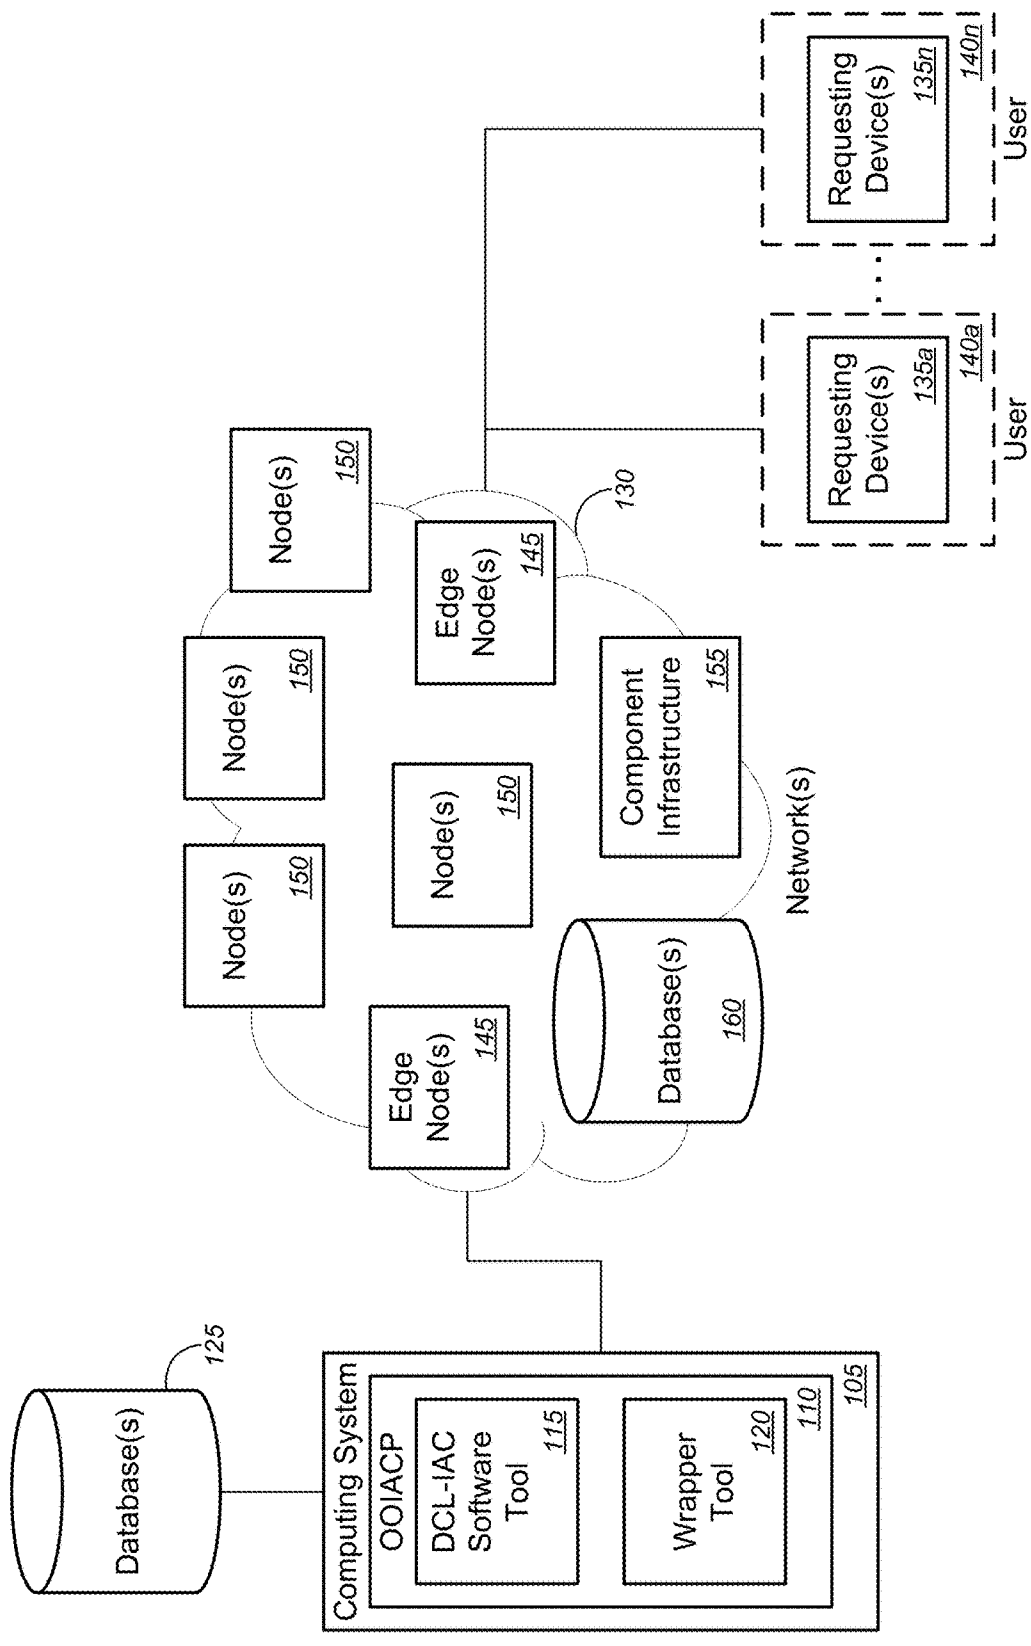 Database(s)
125
Computing System
OOIACP
DCL-IAC
Software
Tool
115
Wrapper
Tool
120
110
105
Edge
Node(s)
145
Node(s)
150
Node(s)
150
Node(s)
150
Node(s)
150
Edge
Node(s)
145
Database(s)
160
Component
Infrastructure
155
Network(s)
130
Requesting
Device(s)
135a
140a
User
. . .
Requesting
Device(s)
135n
140n
User